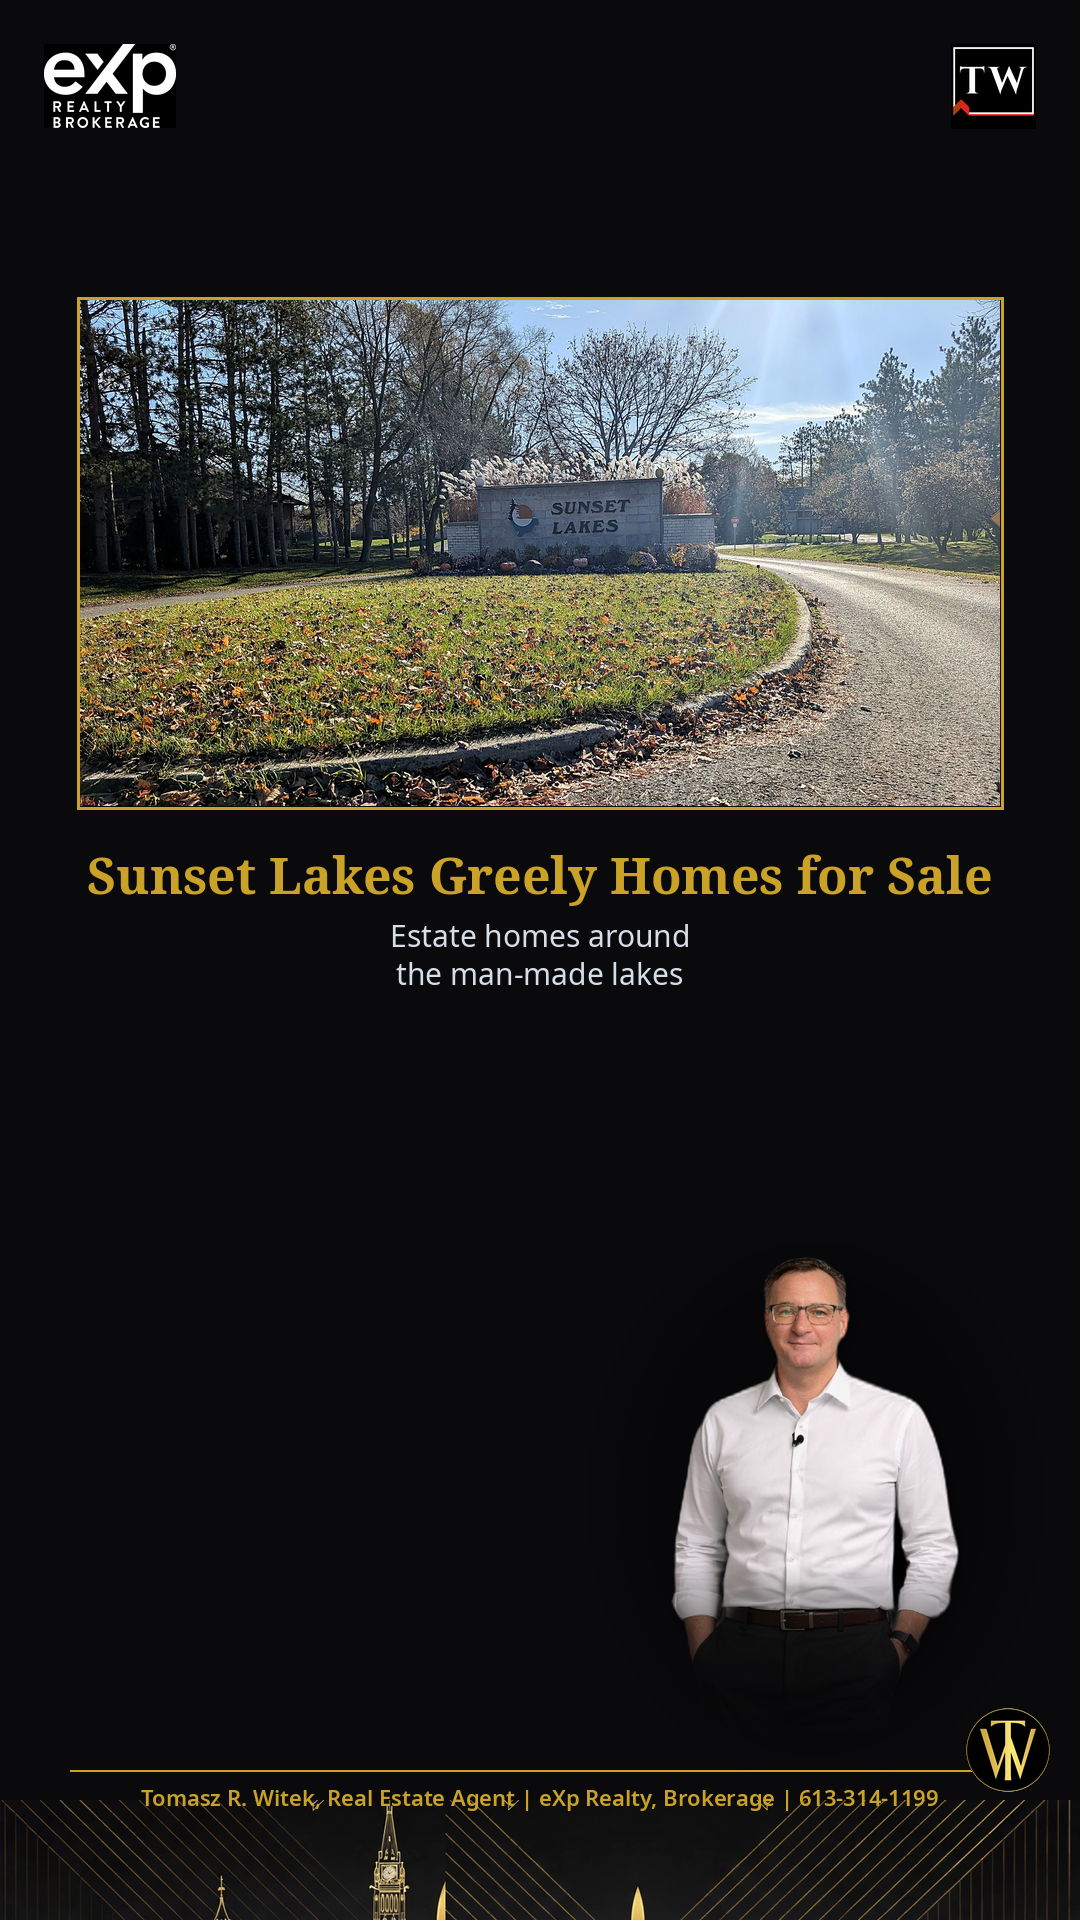 eXp®
REALTY
BROKERAGE
TW
SUNSET
LAKES
Sunset Lakes Greely Homes for Sale
Estate homes around
the man-made lakes
TW
Tomasz R. Witek, Real Estate Agent | eXp Realty, Brokerage | 613-314-1199